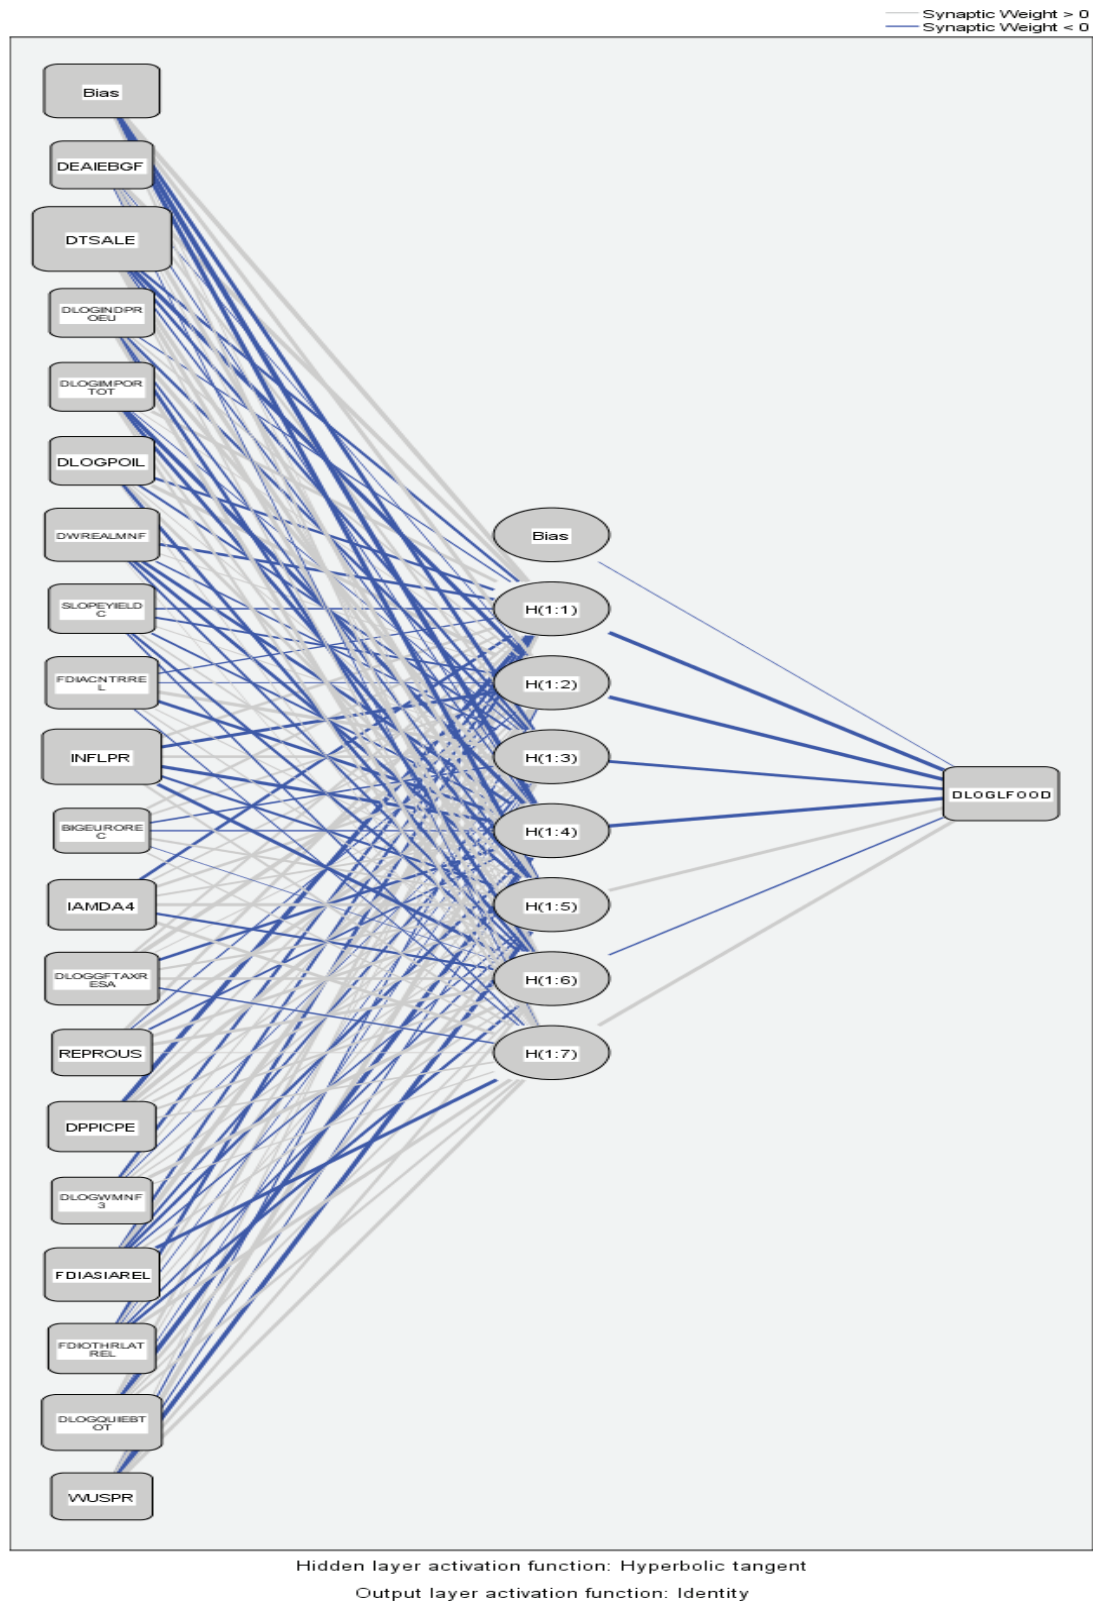 Synaptic Weight > 0
Synaptic Weight < 0
Bias
DEAIEBGF
DTSALE
DLOGINDPR
OEU
DLOGIMPOR
TOT
DLOGPOIL
DWREALMNF
SLOPEYIELD
C
FDIACNTRRE
L
INFLPR
BIGEURORE
C
IAMDA4
DLOGGFTAXR
ESA
REPROUS
DPPICPE
DLOGWMNF
3
FDIASIAREL
FDIOTHRLAT
REL
DLOGQUIEBT
OT
WUSPR
Bias
H(1:1)
H(1:2)
H(1:3)
H(1:4)
H(1:5)
H(1:6)
H(1:7)
DLOGLFOOD
Hidden layer activation function: Hyperbolic tangent
Output layer activation function: Identity